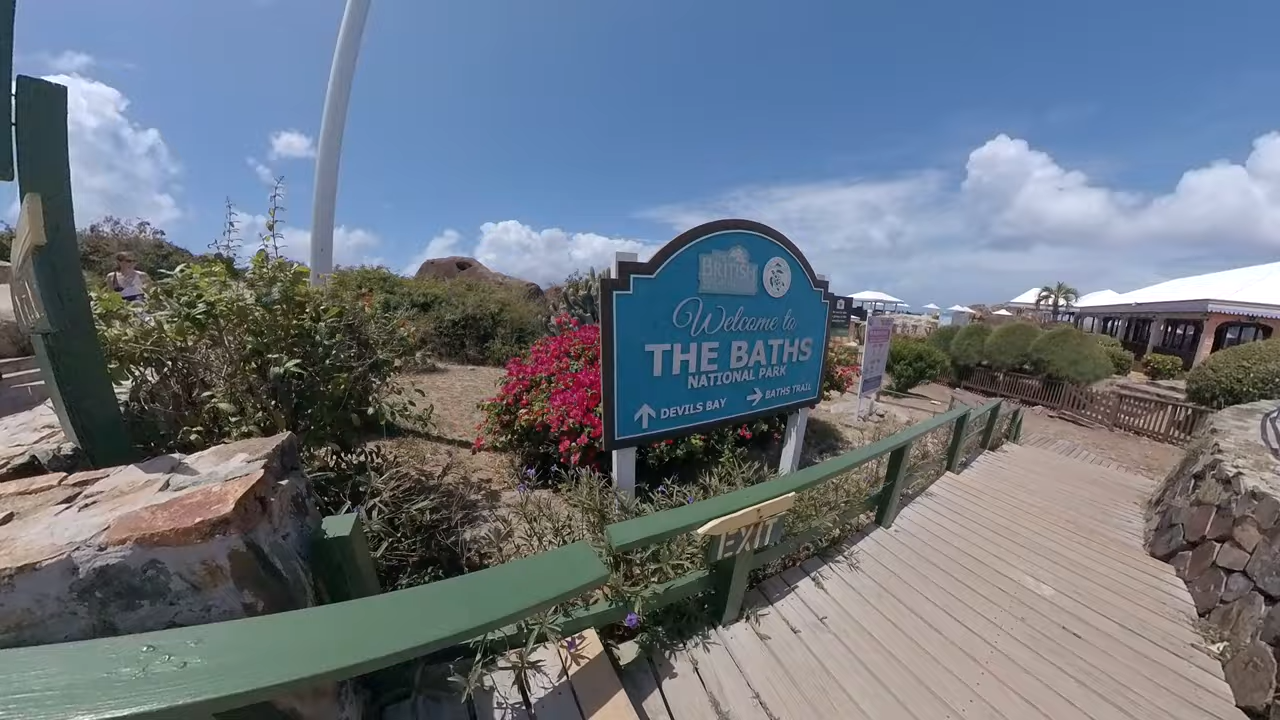 BRITISH
Welcome to
THE BATHS
NATIONAL PARK
↑ DEVILS BAY
→ BATHS TRAIL
EXIT